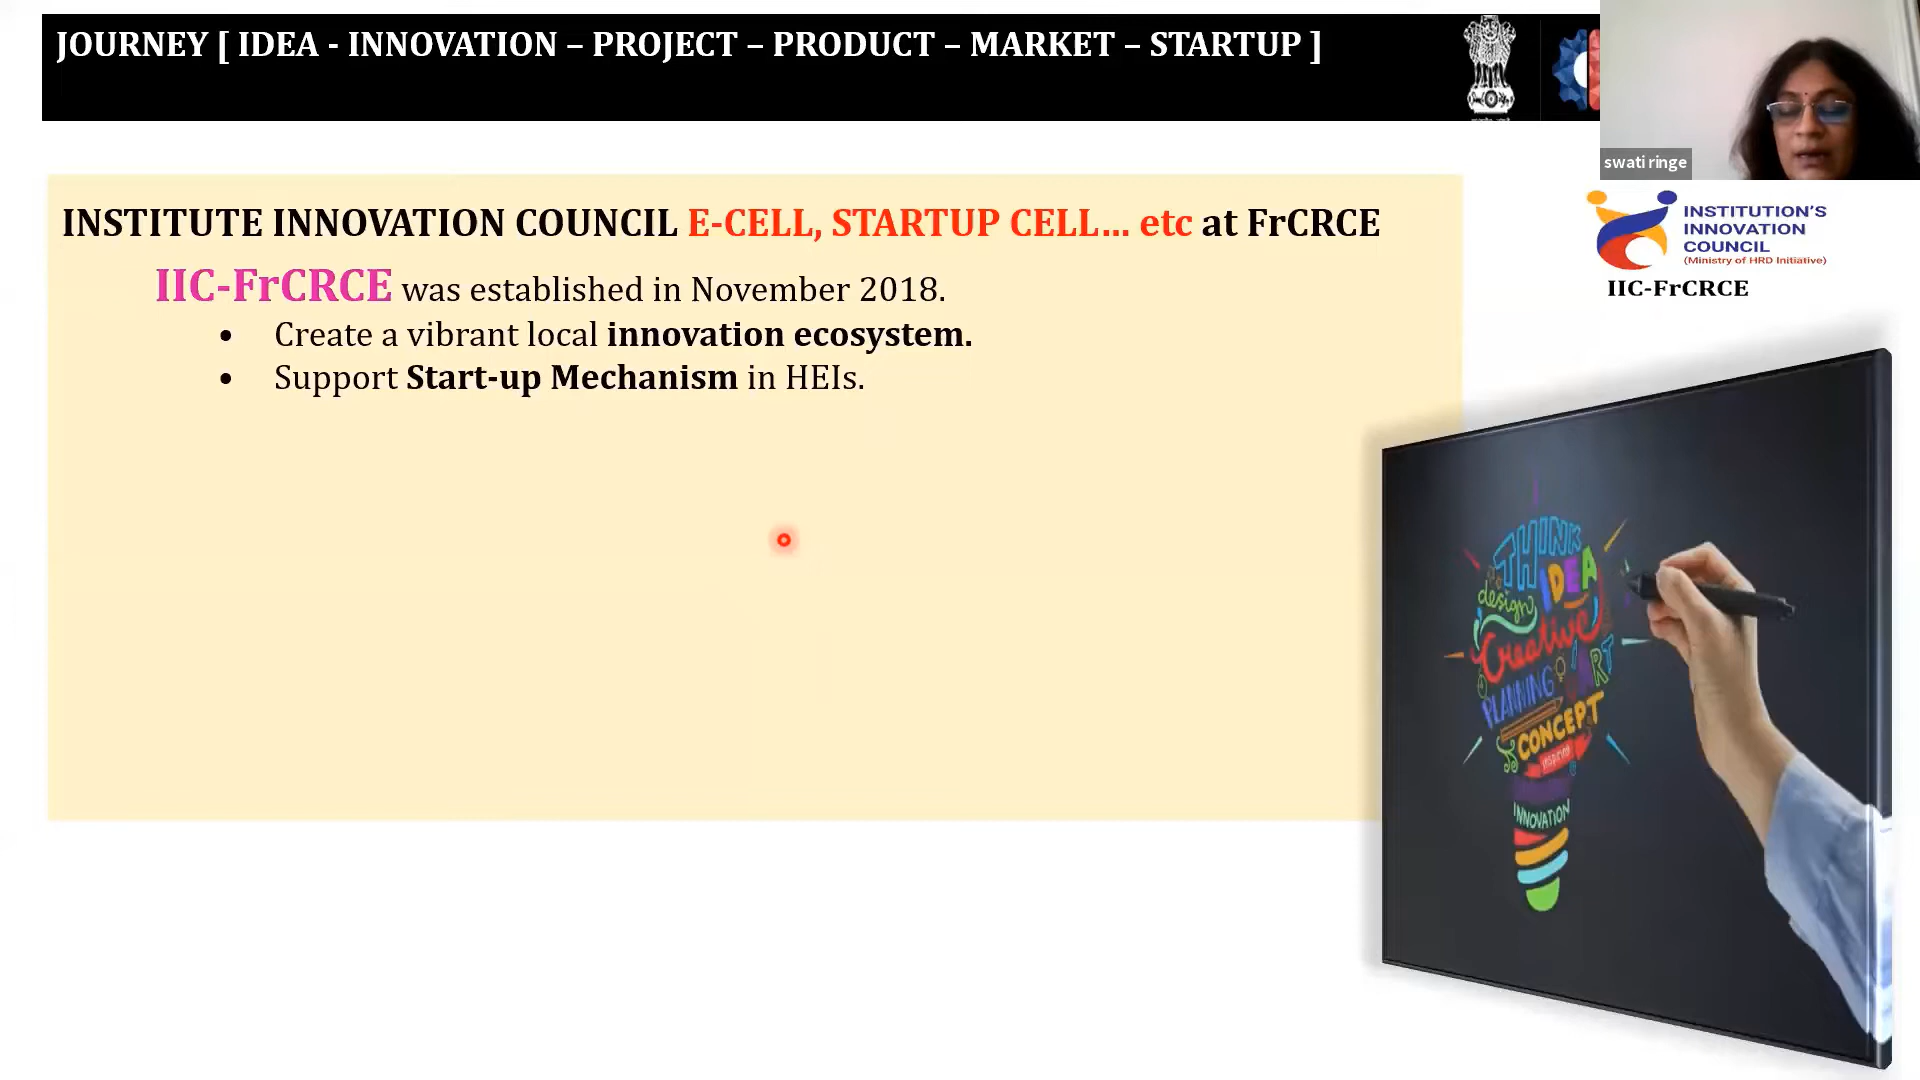 JOURNEY [ IDEA - INNOVATION – PROJECT – PRODUCT – MARKET – STARTUP ]
swati ringe
INSTITUTE INNOVATION COUNCIL E-CELL, STARTUP CELL... etc at FrCRCE
IIC-FrCRCE was established in November 2018.
• Create a vibrant local innovation ecosystem.
• Support Start-up Mechanism in HEIs.
INSTITUTION'S
INNOVATION
COUNCIL
(Ministry of HRD Initiative)
IIC-FrCRCE
THINK
IDEA
design
Creative
ART
PLANNING
CONCEPT
inspiring
INNOVATION